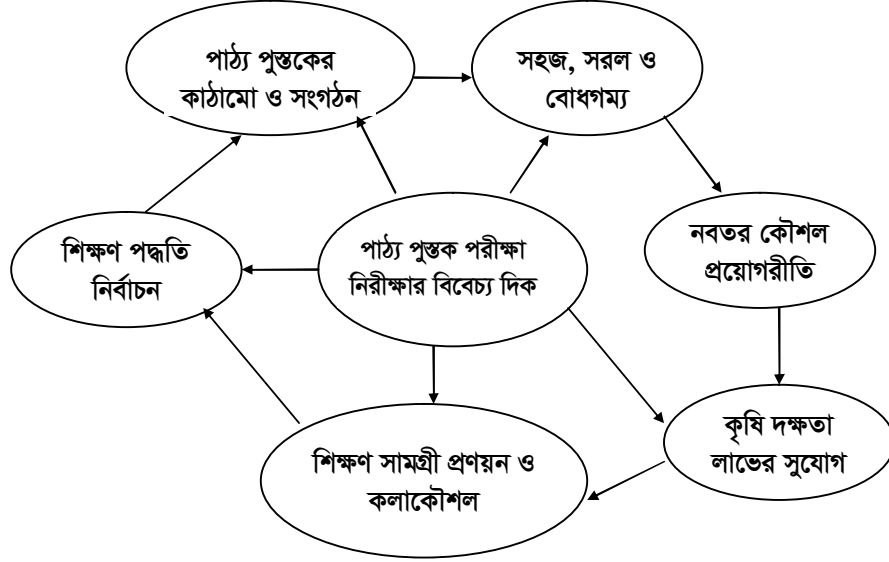 পাঠ্য পুস্তকের
কাঠামো ও সংগঠন
সহজ, সরল ও
বোধগম্য
শিক্ষণ পদ্ধতি
নির্বাচন
পাঠ্য পুস্তক পরীক্ষা
নিরীক্ষার বিবেচ্য দিক
নবতর কৌশল
প্রয়োগরীতি
শিক্ষণ সামগ্রী প্রণয়ন ও
কলাকৌশল
কৃষি দক্ষতা
লাভের সুযোগ